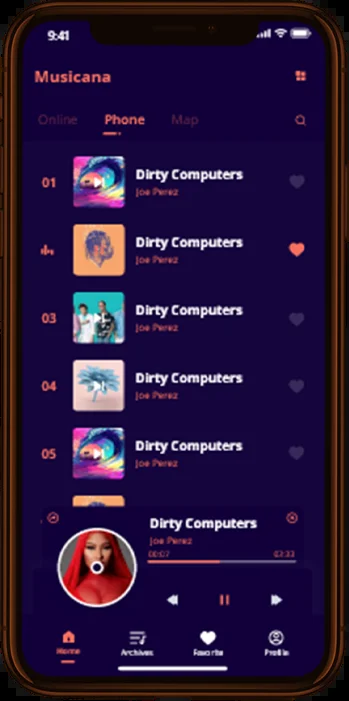 9:41
Musicana
Online Phone Map
01 Dirty Computers
Joe Perez
Dirty Computers
Joe Perez
03 Dirty Computers
Joe Perez
04 Dirty Computers
Joe Perez
05 Dirty Computers
Joe Perez
Dirty Computers
Joe Perez
00:07 03:33
Home Archives Favorite Profile